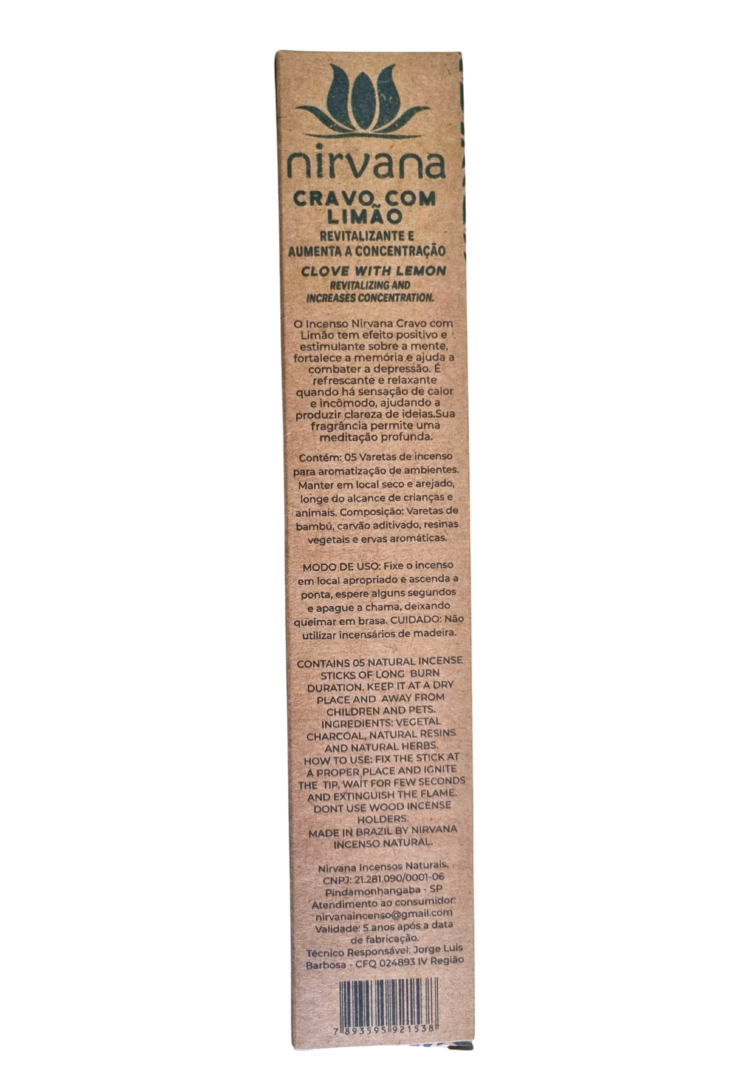 nirvana
CRAVO COM
LIMÃO
REVITALIZANTE E
AUMENTA A CONCENTRAÇÃO
CLOVE WITH LEMON
REVITALIZING AND
INCREASES CONCENTRATION.
O Incenso Nirvana Cravo com
Limão tem efeito positivo e
estimulante sobre a mente,
fortalece a memória e ajuda a
combater a depressão. É
refrescante e relaxante
quando há sensação de calor
e incômodo, ajudando a
produzir clareza de ideias.Sua
fragrância permite uma
meditação profunda.
Contém: 05 Varetas de incenso
para aromatização de ambientes.
Manter em local seco e arejado,
longe do alcance de crianças e
animais. Composição: Varetas de
bambú, carvão aditivado, resinas
vegetais e ervas aromáticas.
MODO DE USO: Fixe o incenso
em local apropriado e ascenda a
ponta, espere alguns segundos
e apague a chama, deixando
queimar em brasa. CUIDADO: Não
utilizar incensários de madeira.
CONTAINS 05 NATURAL INCENSE
STICKS OF LONG BURN
DURATION. KEEP IT AT A DRY
PLACE AND AWAY FROM
CHILDREN AND PETS.
INGREDIENTS: VEGETAL
CHARCOAL, NATURAL RESINS
AND NATURAL HERBS.
HOW TO USE: FIX THE STICK AT
A PROPER PLACE AND IGNITE
THE TIP, WAIT FOR FEW SECONDS
AND EXTINGUISH THE FLAME.
DONT USE WOOD INCENSE
HOLDERS.
MADE IN BRAZIL BY NIRVANA
INCENSO NATURAL.
Nirvana Incensos Naturais.
CNPJ: 21.281.090/0001-06
Pindamonhangaba - SP
Atendimento ao consumidor:
nirvanaincenso@gmail.com
Validade: 5 anos após a data
de fabricação.
Técnico Responsável: Jorge Luis
Barbosa - CFQ 024893 IV Região
7 893595 921538